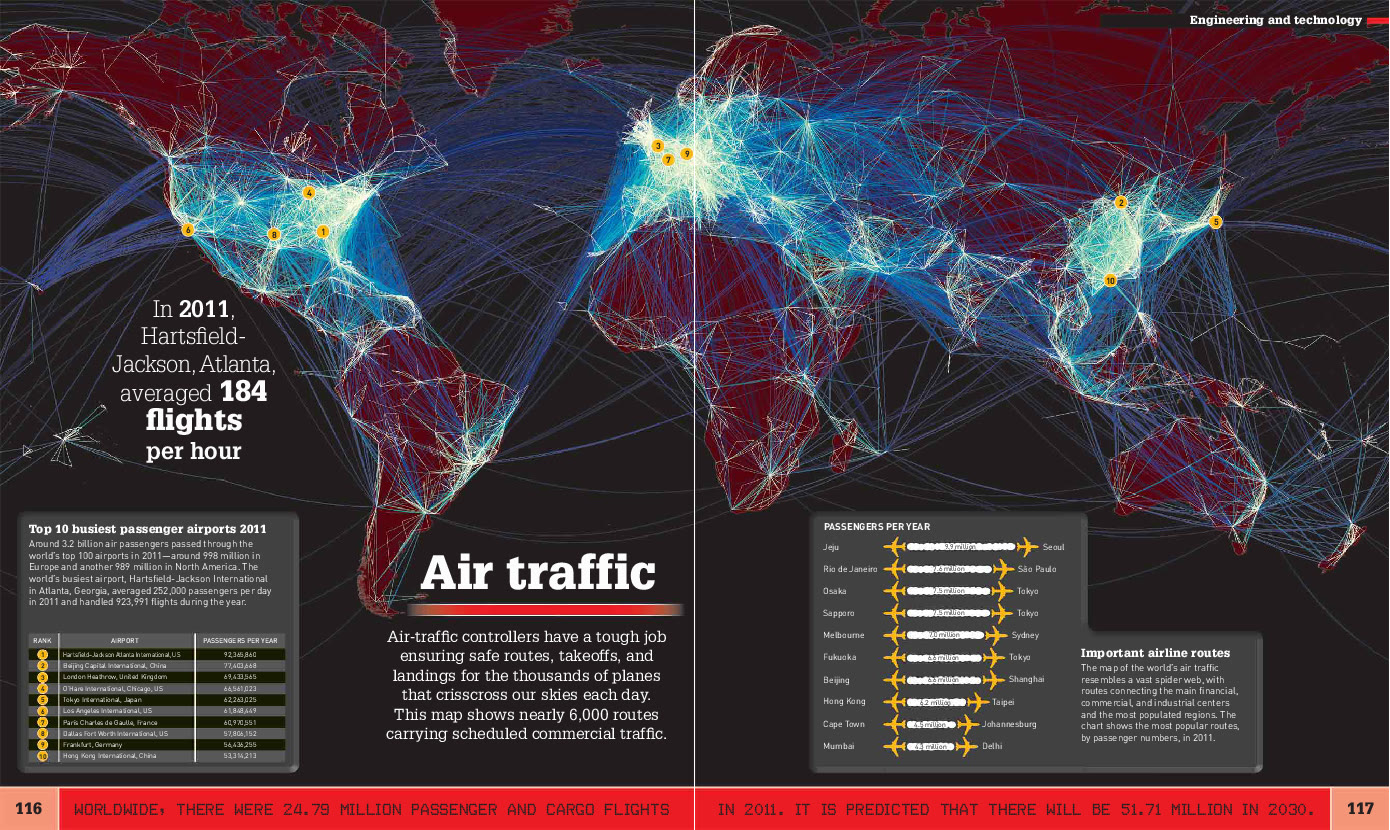 Engineering and technology
In 2011,
Hartsfield-
Jackson, Atlanta,
averaged 184
flights
per hour
Top 10 busiest passenger airports 2011
Around 3.2 billion air passengers passed through the
world's top 100 airports in 2011—around 998 million in
Europe and another 989 million in North America. The
world's busiest airport, Hartsfield-Jackson International
in Atlanta, Georgia, averaged 252,000 passengers per day
in 2011 and handled 923,991 flights during the year.
RANK AIRPORT PASSENGERS PER YEAR
1 Hartsfield-Jackson Atlanta International, US 92,365,860
2 Beijing Capital International, China 77,403,668
3 London Heathrow, United Kingdom 69,433,565
4 O'Hare International, Chicago, US 66,561,023
5 Tokyo International, Japan 62,263,025
6 Los Angeles International, US 61,848,449
7 Paris Charles de Gaulle, France 60,970,551
8 Dallas Fort Worth International, US 57,806,152
9 Frankfurt, Germany 56,436,255
10 Hong Kong International, China 53,314,213
Air traffic
Air-traffic controllers have a tough job
ensuring safe routes, takeoffs, and
landings for the thousands of planes
that crisscross our skies each day.
This map shows nearly 6,000 routes
carrying scheduled commercial traffic.
3
7
9
4
6
8
1
2
5
10
PASSENGERS PER YEAR
Jeju 9.9 million Seoul
Rio de Janeiro million São Paulo
Osaka 7.5 million Tokyo
Sapporo 7.5 million Tokyo
Melbourne 7.0 million Sydney
Fukuoka 6.6 million Tokyo
Beijing 6.6 million Shanghai
Hong Kong 6.2 million Taipei
Cape Town 4.5 million Johannesburg
Mumbai 4.3 million Delhi
Important airline routes
The map of the world's air traffic
resembles a vast spider web, with
routes connecting the main financial,
commercial, and industrial centers
and the most populated regions. The
chart shows the most popular routes,
by passenger numbers, in 2011.
116 WORLDWIDE, THERE WERE 24.79 MILLION PASSENGER AND CARGO FLIGHTS IN 2011. IT IS PREDICTED THAT THERE WILL BE 51.71 MILLION IN 2030. 117